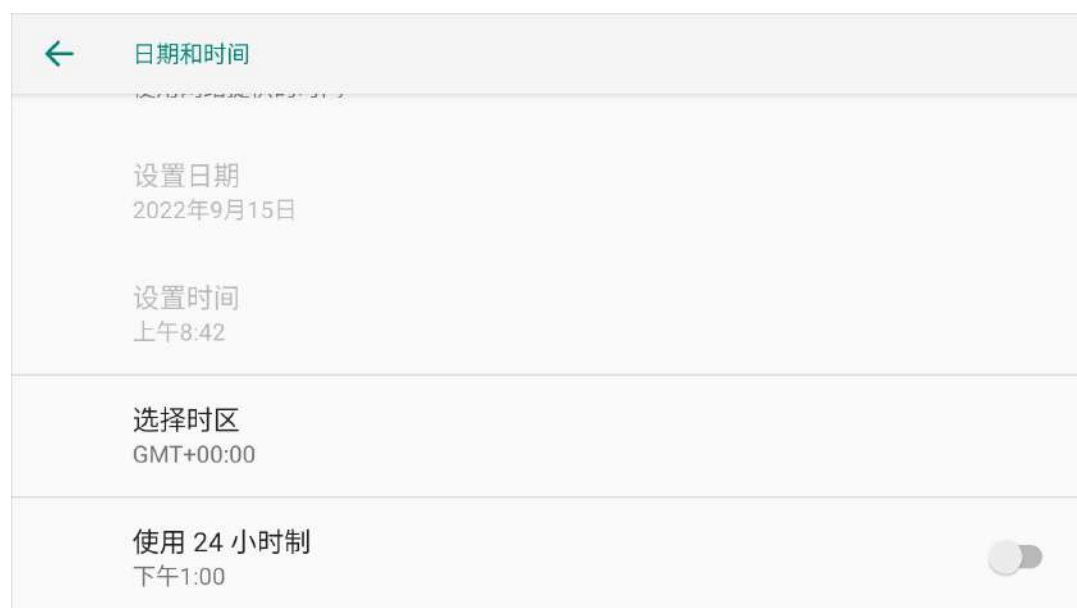 日期和时间
设置日期
2022年9月15日
设置时间
上午8:42
选择时区
GMT+00:00
使用 24 小时制
下午1:00